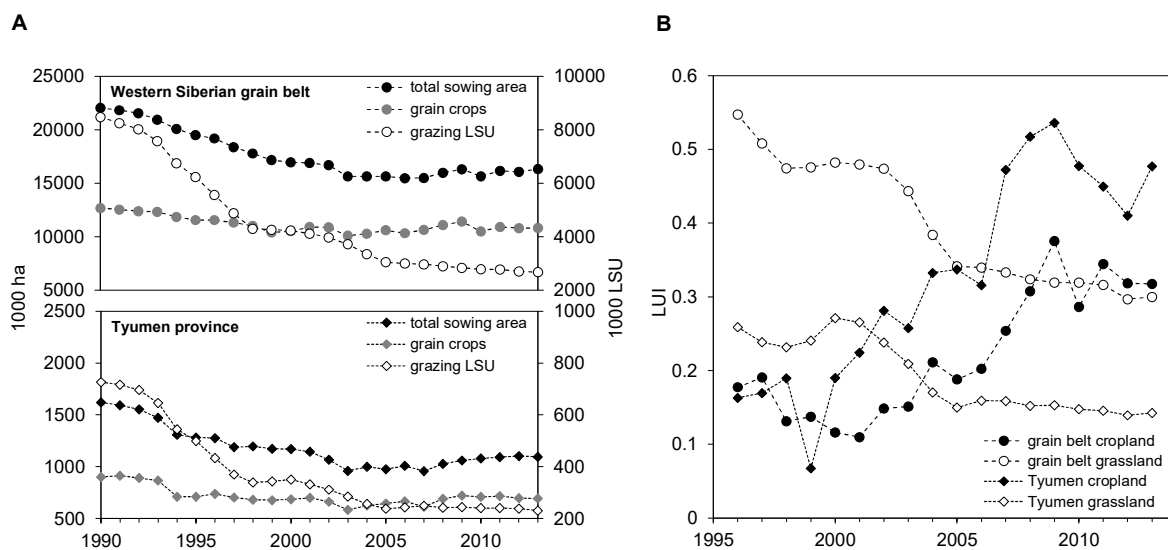 A
25000
20000
15000
10000
5000
Western Siberian grain belt
total sowing area
grain crops
grazing LSU
10000
8000
6000
4000
2000
1000 ha
1000 LSU
2500
2000
1500
1000
500
Tyumen province
total sowing area
grain crops
grazing LSU
1000
800
600
400
200
1990 1995 2000 2005 2010
B
0.6
0.5
0.4
0.3
0.2
0.1
0
LUI
grain belt cropland
grain belt grassland
Tyumen cropland
Tyumen grassland
1995 2000 2005 2010